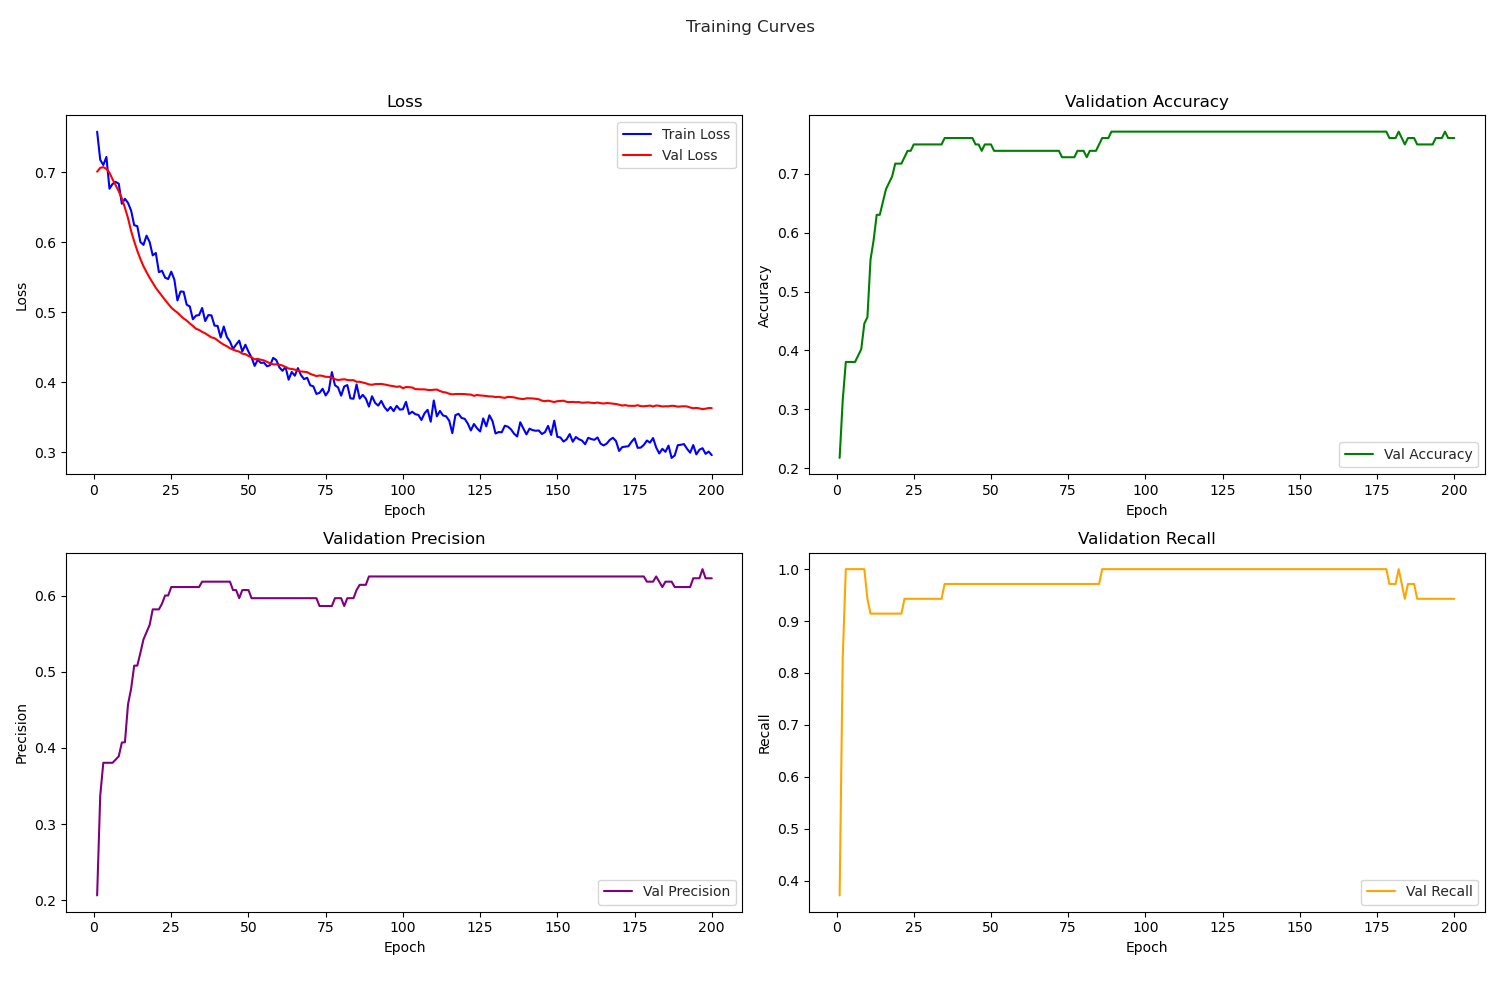 Training Curves
Loss
Train Loss
Val Loss
0.7
0.6
0.5
0.4
0.3
Loss
0 25 50 75 100 125 150 175 200
Epoch
Validation Accuracy
0.7
0.6
0.5
0.4
0.3
0.2
Accuracy
Val Accuracy
0 25 50 75 100 125 150 175 200
Epoch
Validation Precision
0.6
0.5
0.4
0.3
0.2
Precision
Val Precision
0 25 50 75 100 125 150 175 200
Epoch
Validation Recall
1.0
0.9
0.8
0.7
0.6
0.5
0.4
Recall
Val Recall
0 25 50 75 100 125 150 175 200
Epoch